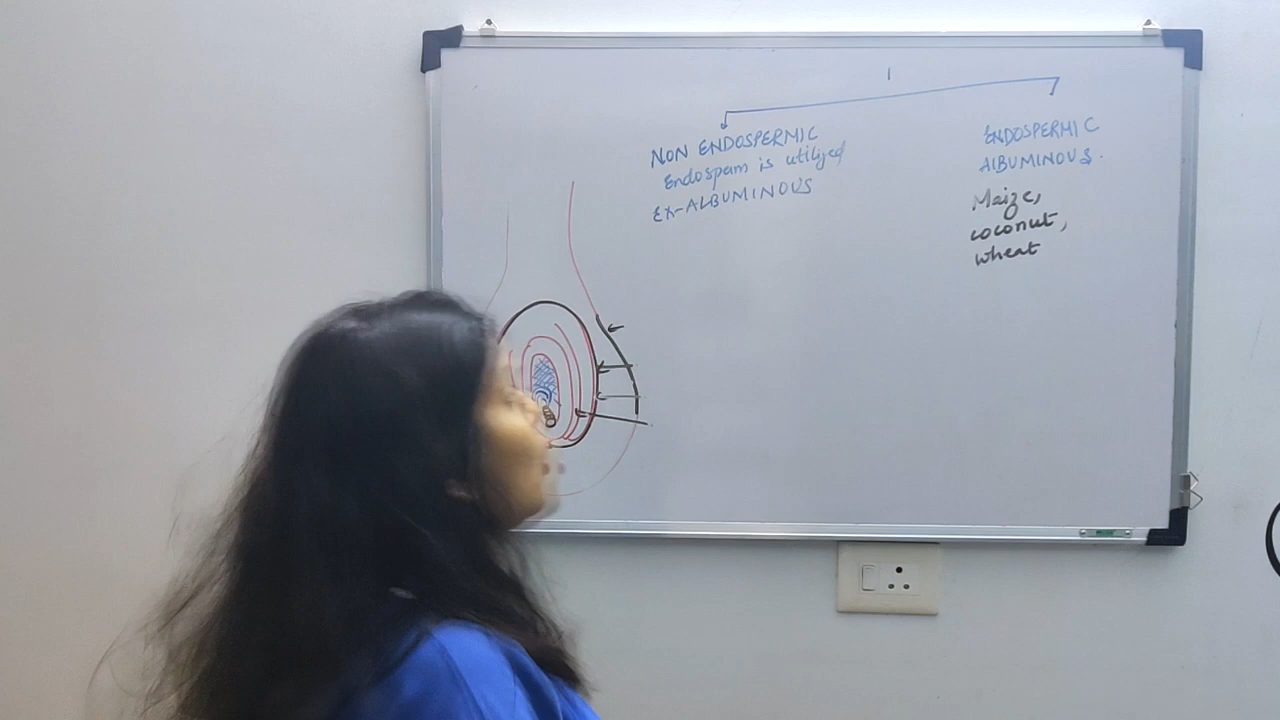 NON ENDOSPERMIC
Endospam is utilized
EX-ALBUMINOUS
ENDOSPERMIC
AlBUMINOUS.
Maize,
coconut,
wheat